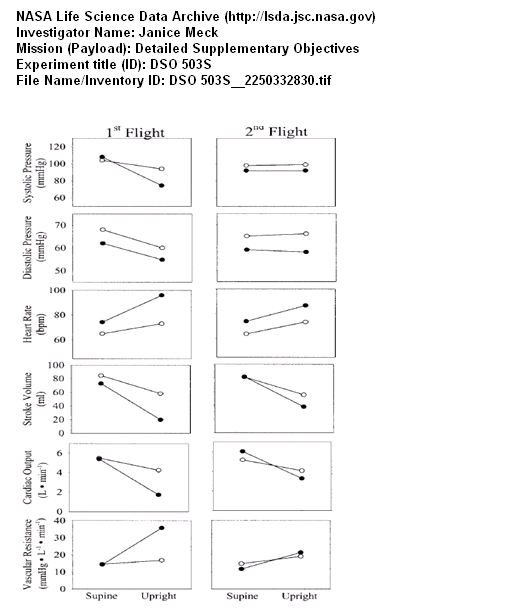 NASA Life Science Data Archive (http://lsda.jsc.nasa.gov)
Investigator Name: Janice Meck
Mission (Payload): Detailed Supplementary Objectives
Experiment title (ID): DSO 503S
File Name/Inventory ID: DSO 503S__2250332830.tif
1st Flight
2nd Flight
Systolic Pressure
(mmHg)
120
100
80
60
Diastolic Pressure
(mmHg)
70
60
50
Heart Rate
(bpm)
100
80
60
Stroke Volume
(ml)
100
80
60
40
20
0
Cardiac Output
(L • min⁻¹)
6
4
2
0
Vascular Resistance
(mmHg • L⁻¹ • min⁻¹)
40
30
20
10
0
Supine Upright Supine Upright